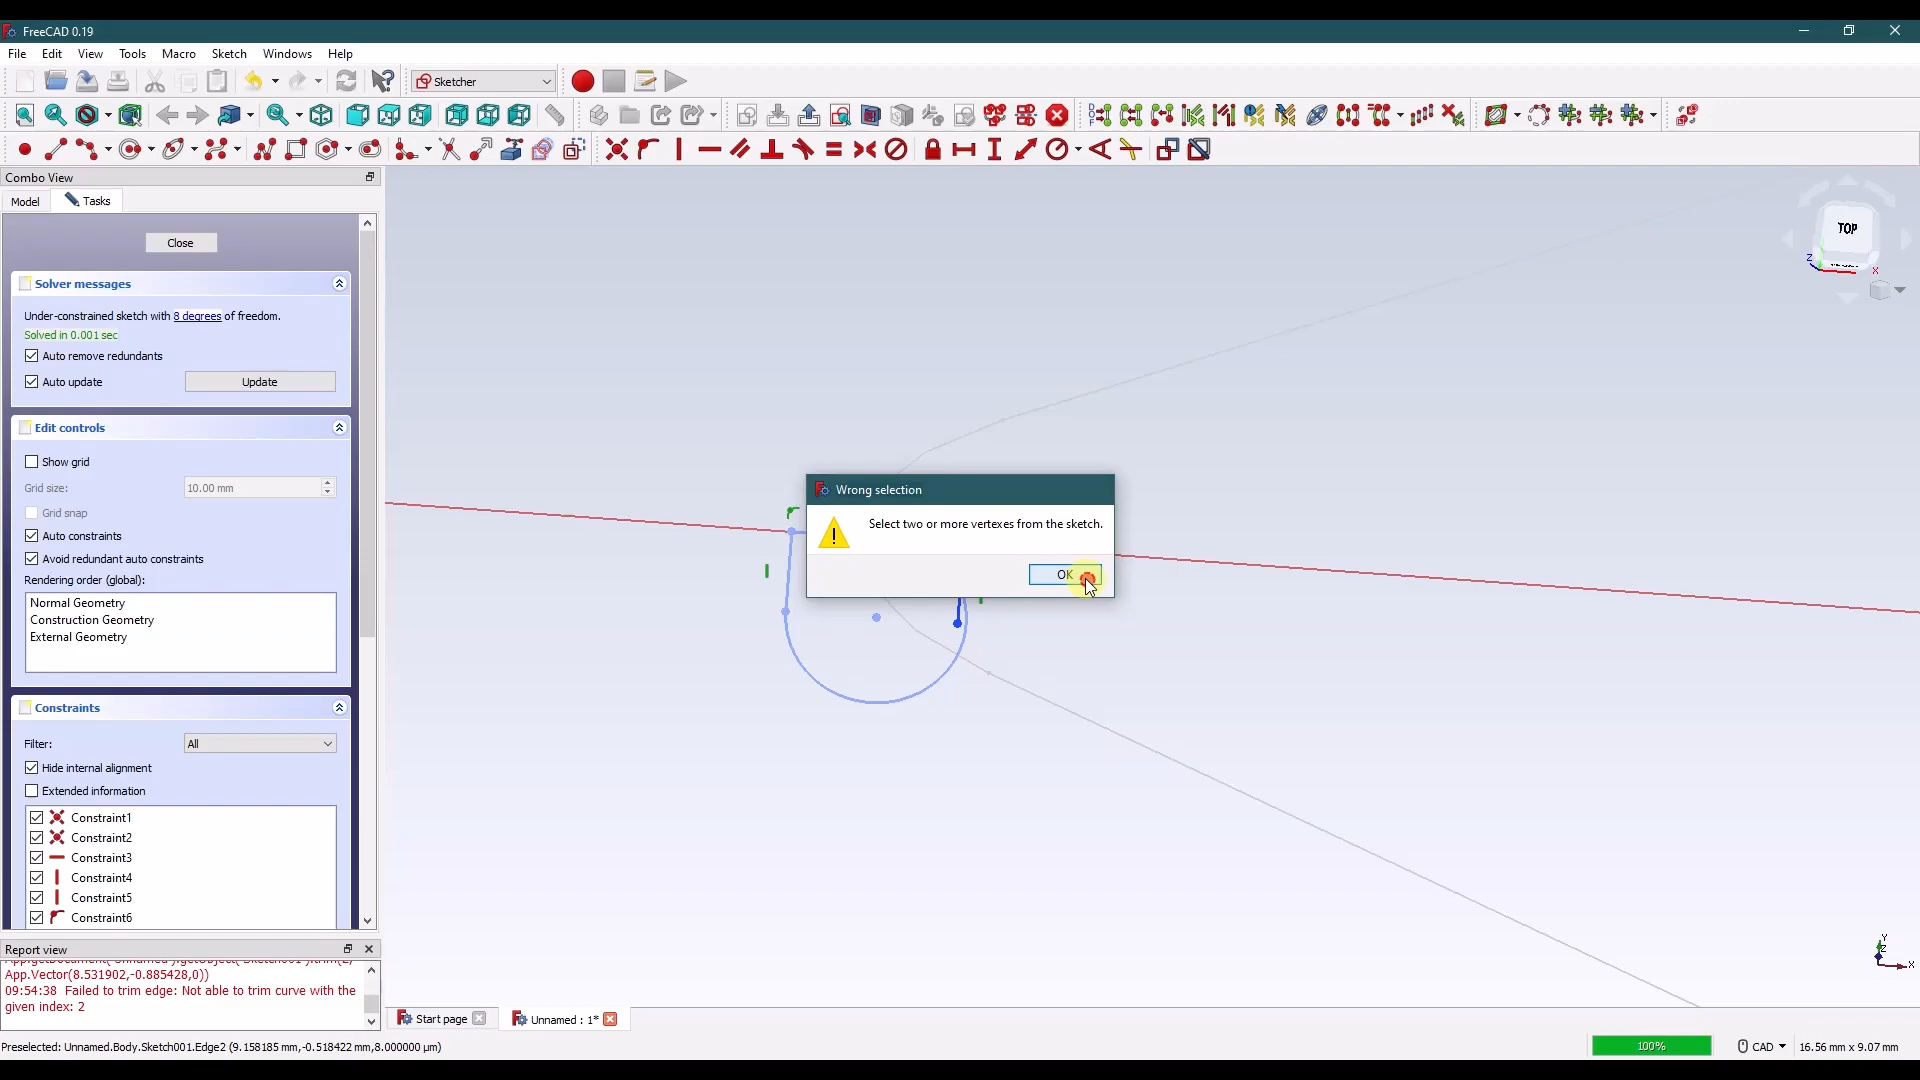 FreeCAD 0.19
File Edit View Tools Macro Sketch Windows Help
Sketcher
Combo View
Model Tasks
Close
Solver messages
Under-constrained sketch with 8 degrees of freedom.
Solved in 0.001 sec
Auto remove redundants
Auto update Update
Edit controls
Show grid
Grid size: 10.00 mm
Grid snap
Auto constraints
Avoid redundant auto constraints
Rendering order (global):
Normal Geometry
Construction Geometry
External Geometry
Constraints
Filter: All
Hide internal alignment
Extended information
Constraint1
Constraint2
Constraint3
Constraint4
Constraint5
Constraint6
Report view
App.Vector(8.531902,-0.885428,0))
09:54:38 Failed to trim edge: Not able to trim curve with the
given index: 2
Wrong selection
Select two or more vertexes from the sketch.
OK
TOP
Z
X
Y
Z
X
Start page Unnamed : 1*
Preselected: Unnamed.Body.Sketch001.Edge2 (9.158185 mm,-0.518422 mm,8.000000 µm)
100% CAD 16.56 mm x 9.07 mm